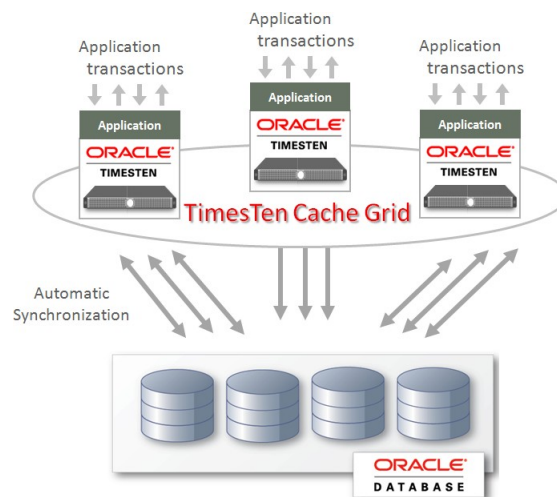 Application
transactions
Application
transactions
Application
transactions
Application
ORACLE®
TIMESTEN
Application
ORACLE®
TIMESTEN
Application
ORACLE®
TIMESTEN
TimesTen Cache Grid
Automatic
Synchronization
ORACLE®
DATABASE